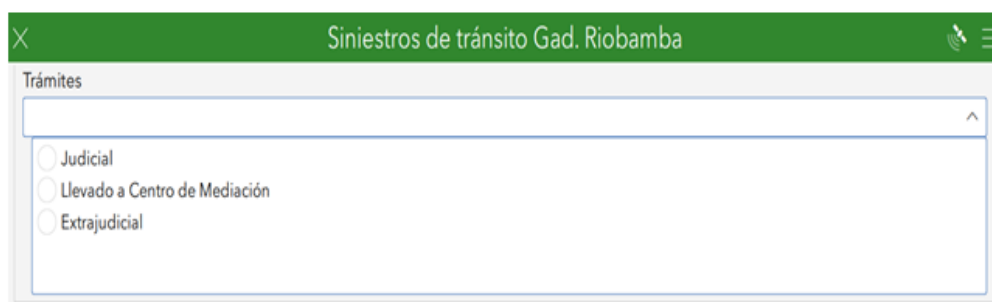 Siniestros de tránsito Gad. Riobamba
Trámites
Judicial
Llevado a Centro de Mediación
Extrajudicial